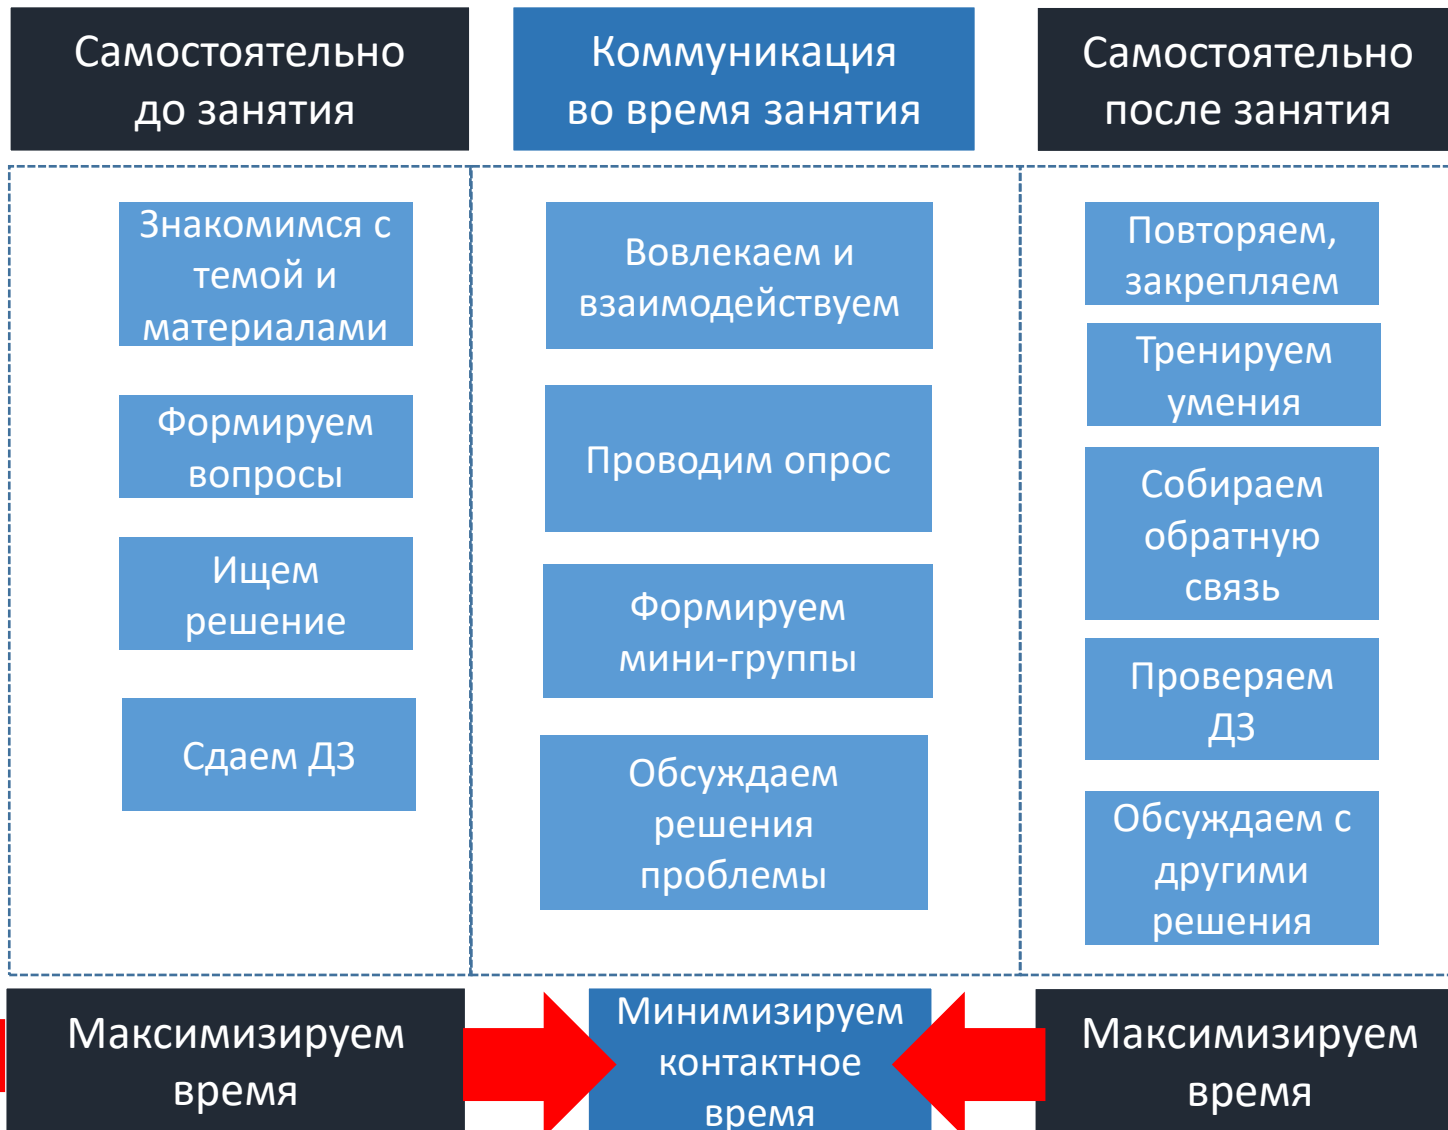 Самостоятельно
до занятия
Коммуникация
во время занятия
Самостоятельно
после занятия
Знакомимся с
темой и
материалами
Формируем
вопросы
Ищем
решение
Сдаем ДЗ
Вовлекаем и
взаимодействуем
Проводим опрос
Формируем
мини-группы
Обсуждаем
решения
проблемы
Повторяем,
закрепляем
Тренируем
умения
Собираем
обратную
связь
Проверяем
ДЗ
Обсуждаем с
другими
решения
Максимизируем
время
Минимизируем
контактное
время
Максимизируем
время